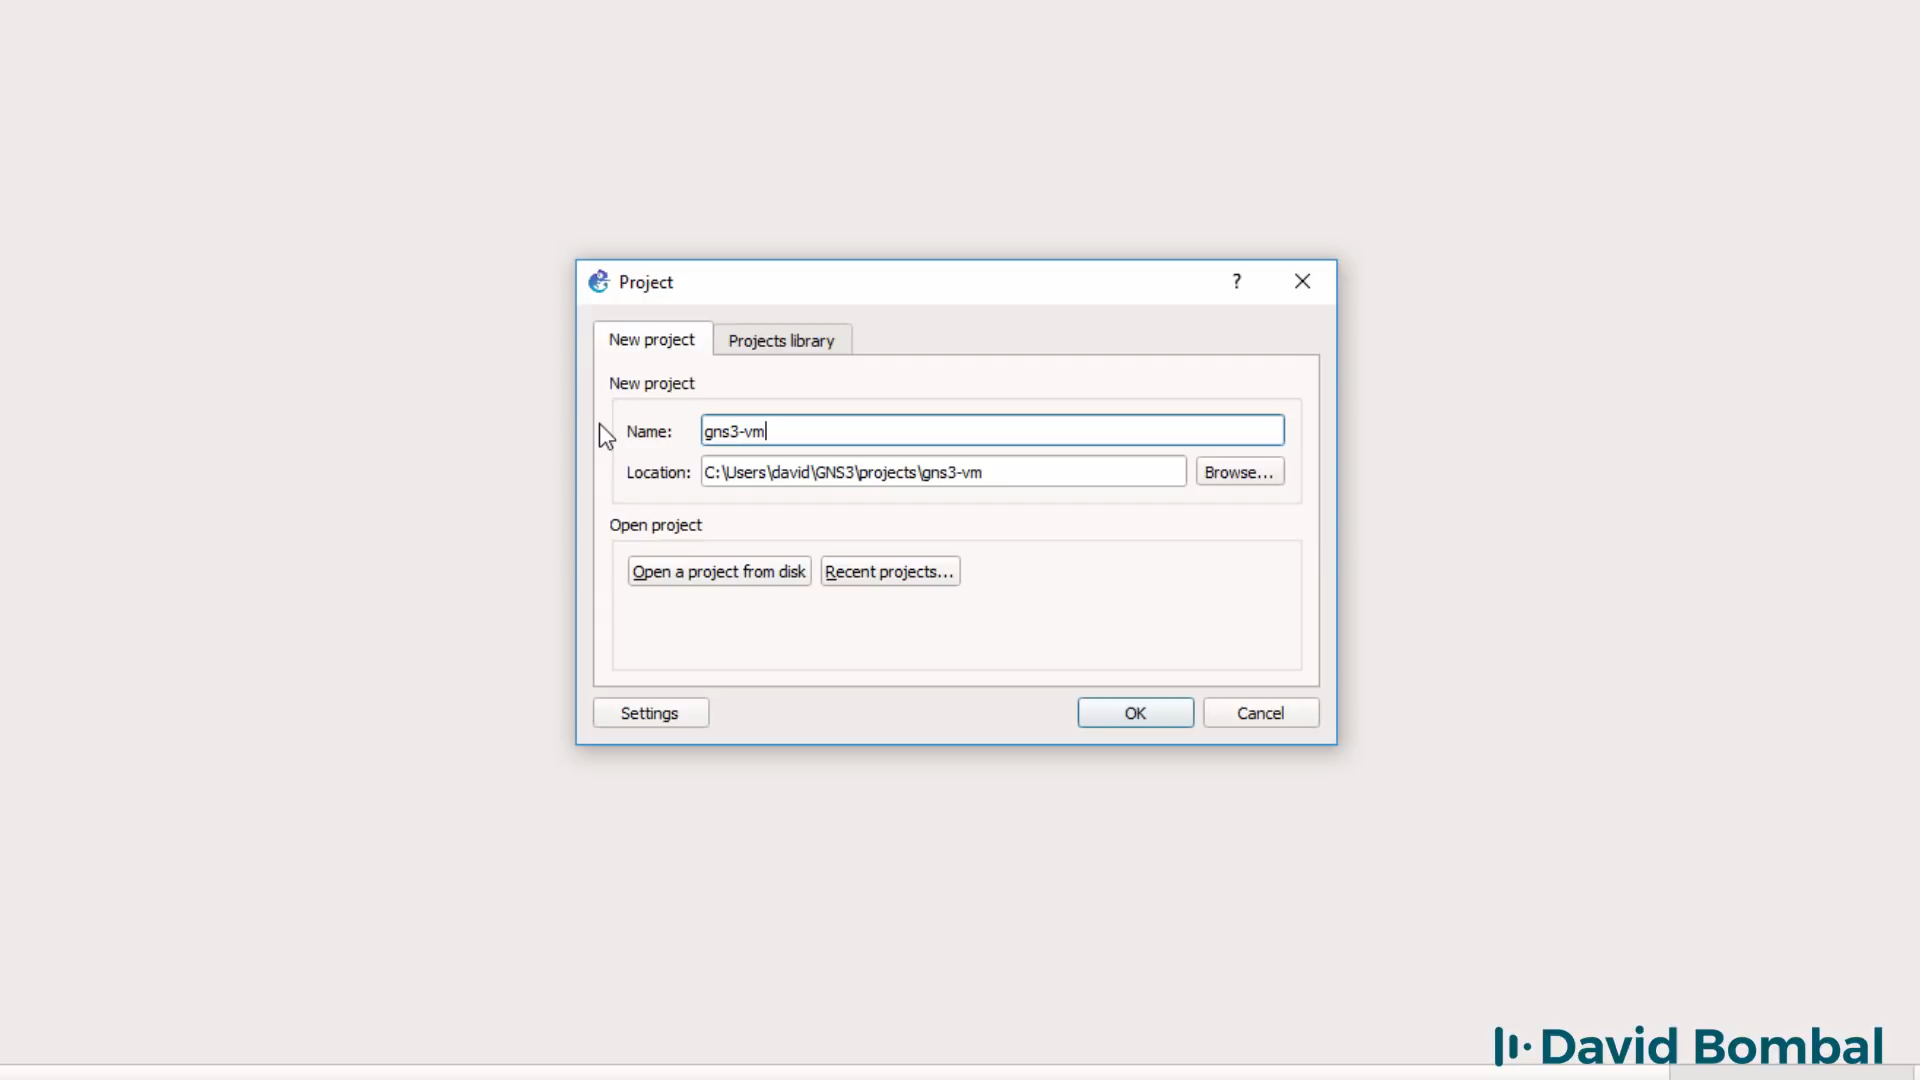 Project
?
New project
Projects library
New project
Name: gns3-vm
Location: C:\Users\david\GNS3\projects\gns3-vm Browse...
Open project
Open a project from disk Recent projects...
Settings OK Cancel
David Bombal